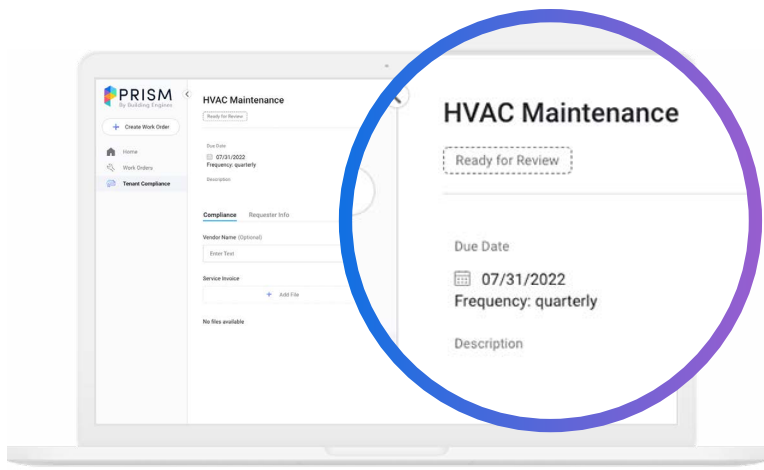 PRISM
By Building Engines
+ Create Work Order
Home
Work Orders
Tenant Compliance
HVAC Maintenance
Ready for Review
Due Date
07/31/2022
Frequency: quarterly
Description
Compliance Requester Info
Vendor Name (Optional)
Enter Text
Service Invoice
+ Add File
No files available
HVAC Maintenance
Ready for Review
Due Date
07/31/2022
Frequency: quarterly
Description